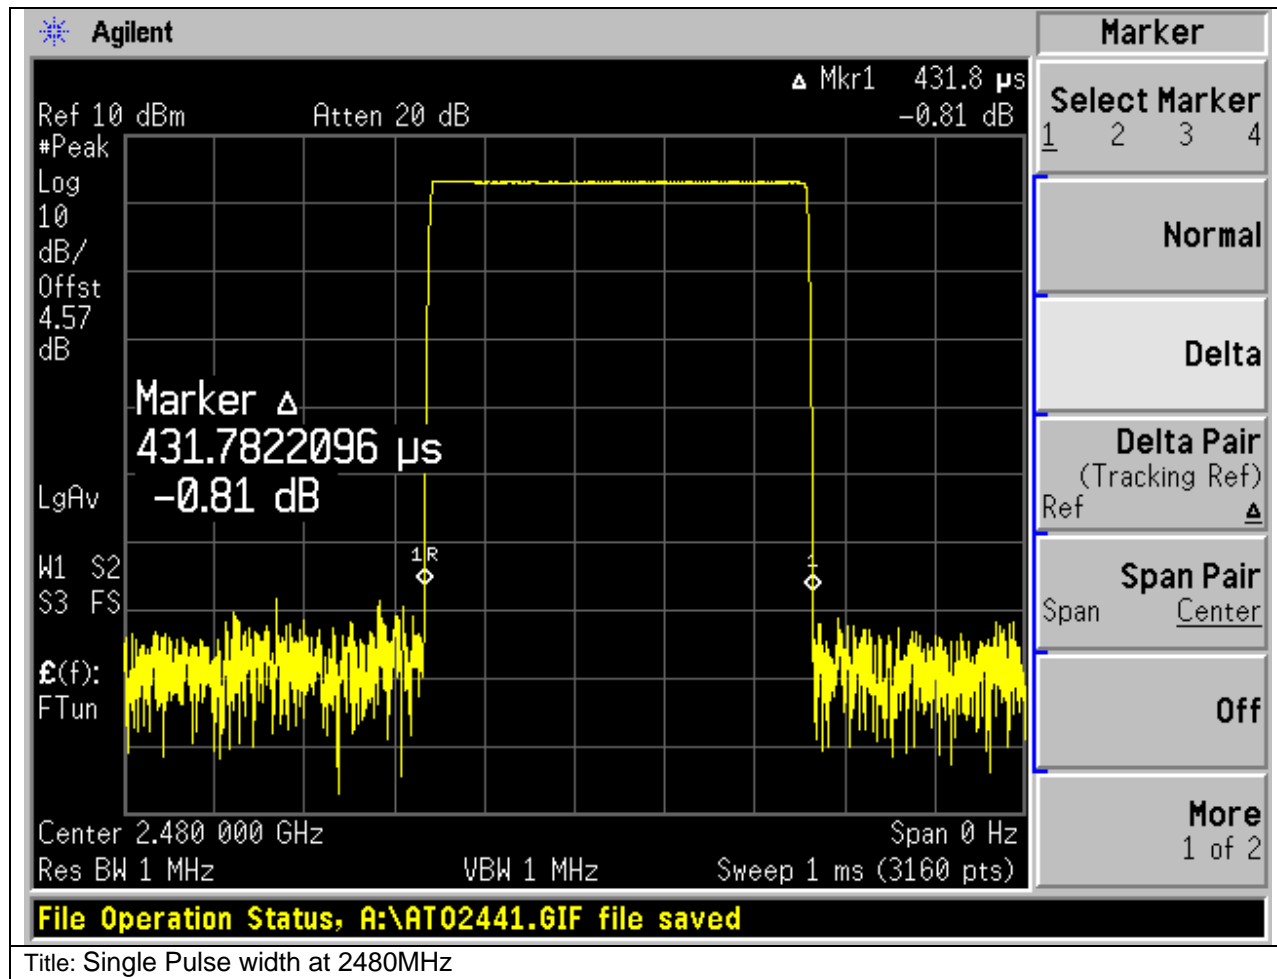 Agilent
Marker
Δ Mkr1 431.8 µs
Ref 10 dBm Atten 20 dB -0.81 dB
#Peak
Log
10
dB/
Offst
4.57
dB
Marker Δ
431.7822096 µs
-0.81 dB
LgAv
1R
1
W1 S2
S3 FS
£(f):
FTun
Center 2.480 000 GHz Span 0 Hz
Res BW 1 MHz VBW 1 MHz Sweep 1 ms (3160 pts)
Select Marker
1 2 3 4
Normal
Delta
Delta Pair
(Tracking Ref)
Ref Δ
Span Pair
Span Center
Off
More
1 of 2
File Operation Status, A:\ATO2441.GIF file saved
Title: Single Pulse width at 2480MHz